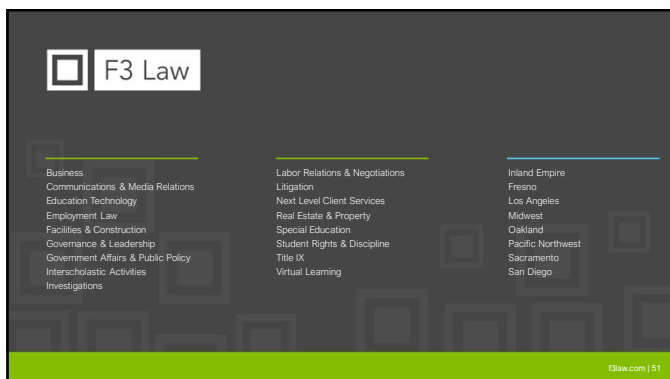 F3 Law
Business
Communications & Media Relations
Education Technology
Employment Law
Facilities & Construction
Governance & Leadership
Government Affairs & Public Policy
Interscholastic Activities
Investigations
Labor Relations & Negotiations
Litigation
Next Level Client Services
Real Estate & Property
Special Education
Student Rights & Discipline
Title IX
Virtual Learning
Inland Empire
Fresno
Los Angeles
Midwest
Oakland
Pacific Northwest
Sacramento
San Diego
f3law.com | 51